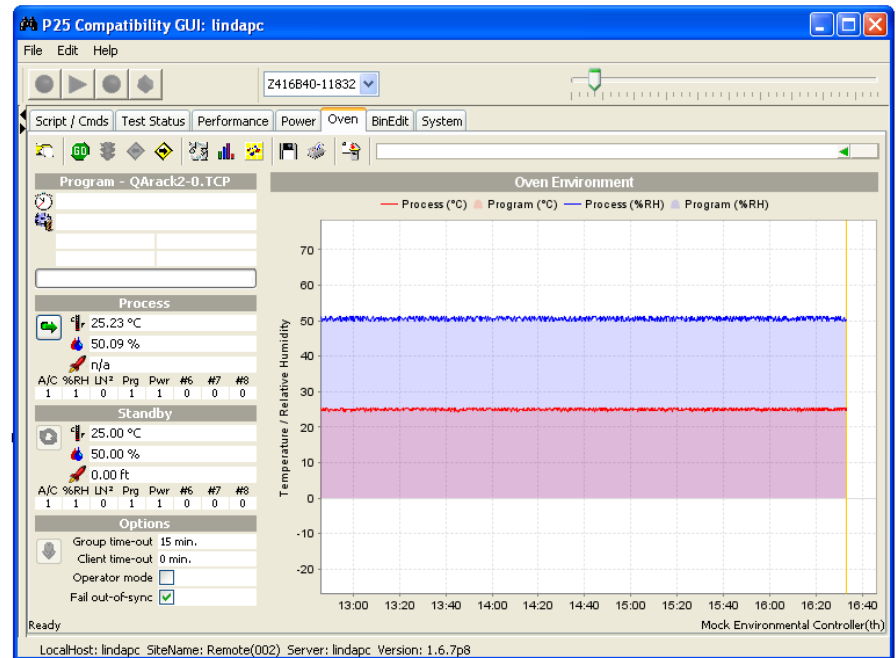 P25 Compatibility GUI: lindapc
File Edit Help
Z416B40-11832
Script / Cmds Test Status Performance Power Oven BinEdit System
GO
Program - QArack2-0.TCP
Process
25.23 °C
50.09 %
n/a
A/C %RH LN² Prg Pwr #6 #7 #8
1 1 0 1 1 0 0 0
Standby
25.00 °C
50.00 %
0.00 ft
A/C %RH LN² Prg Pwr #6 #7 #8
1 1 0 1 1 0 0 0
Options
Group time-out 15 min.
Client time-out 0 min.
Operator mode
Fail out-of-sync
Oven Environment
Process (°C) Program (°C) Process (%RH) Program (%RH)
Temperature / Relative Humidity
70
60
50
40
30
20
10
0
-10
-20
13:00 13:20 13:40 14:00 14:20 14:40 15:00 15:20 15:40 16:00 16:20 16:40
Ready
Mock Environmental Controller(th)
LocalHost: lindapc SiteName: Remote(002) Server: lindapc Version: 1.6.7p8